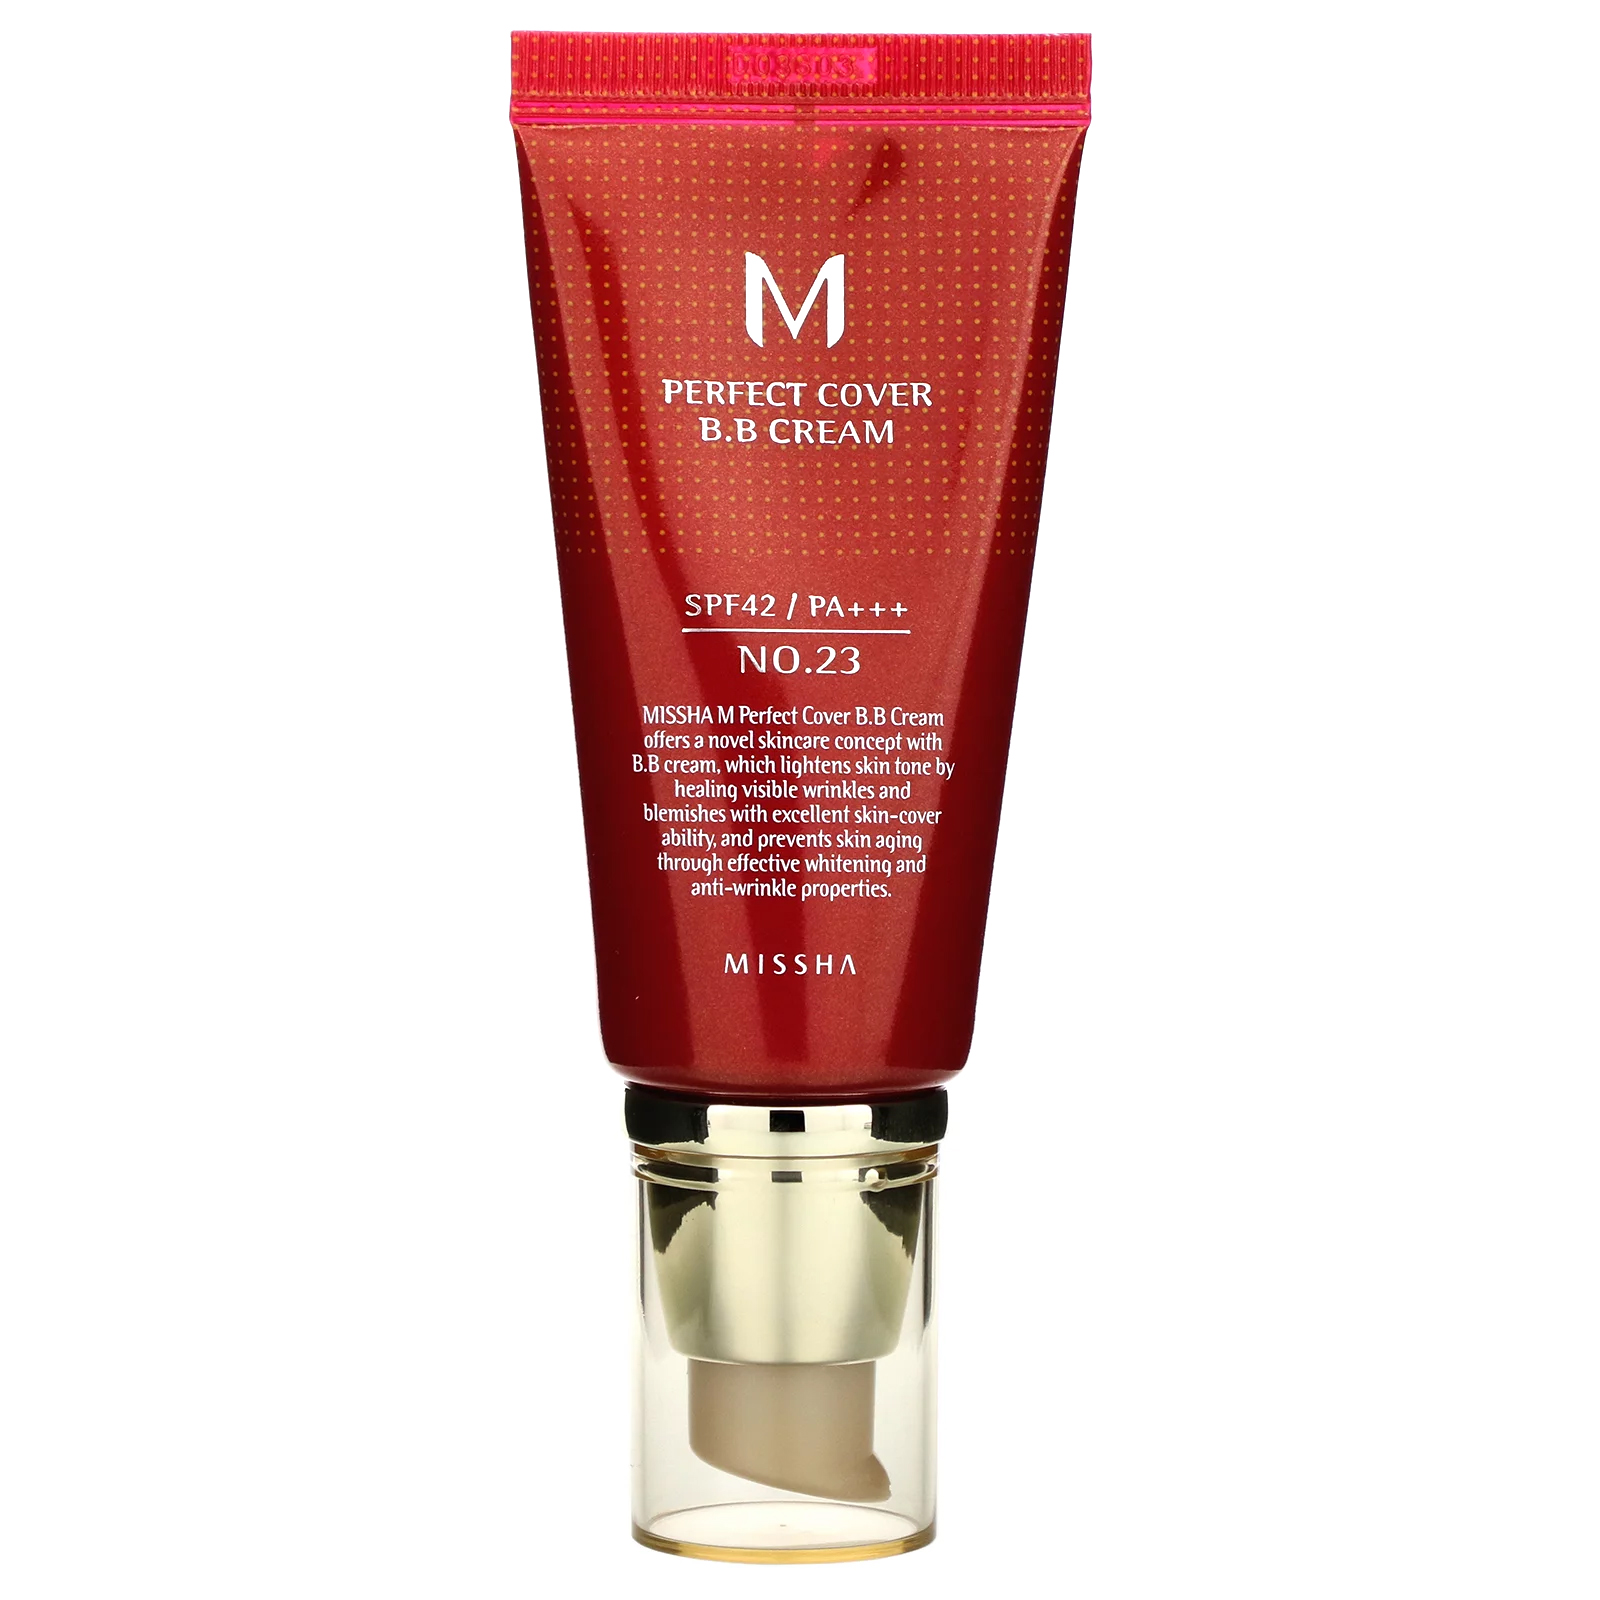 M
PERFECT COVER
B.B CREAM
SPF42 / PA+++
NO.23
MISSHA M Perfect Cover B.B Cream
offers a novel skincare concept with
B.B cream, which lightens skin tone by
healing visible wrinkles and
blemishes with excellent skin-cover
ability, and prevents skin aging
through effective whitening and
anti-wrinkle properties.
MISSHA